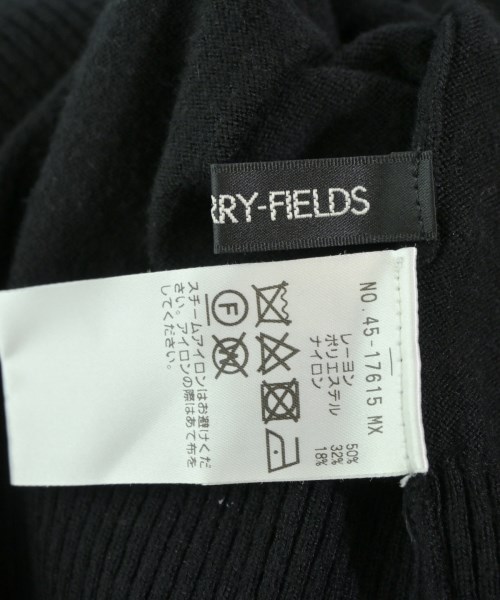 RRY-FIELDS
NO.45-17615 MX
レーヨン 50%
ポリエステル 32%
ナイロン 18%
F
W
スチームアイロンはお避けくだ
さい。アイロンの際はあて布を
してください。